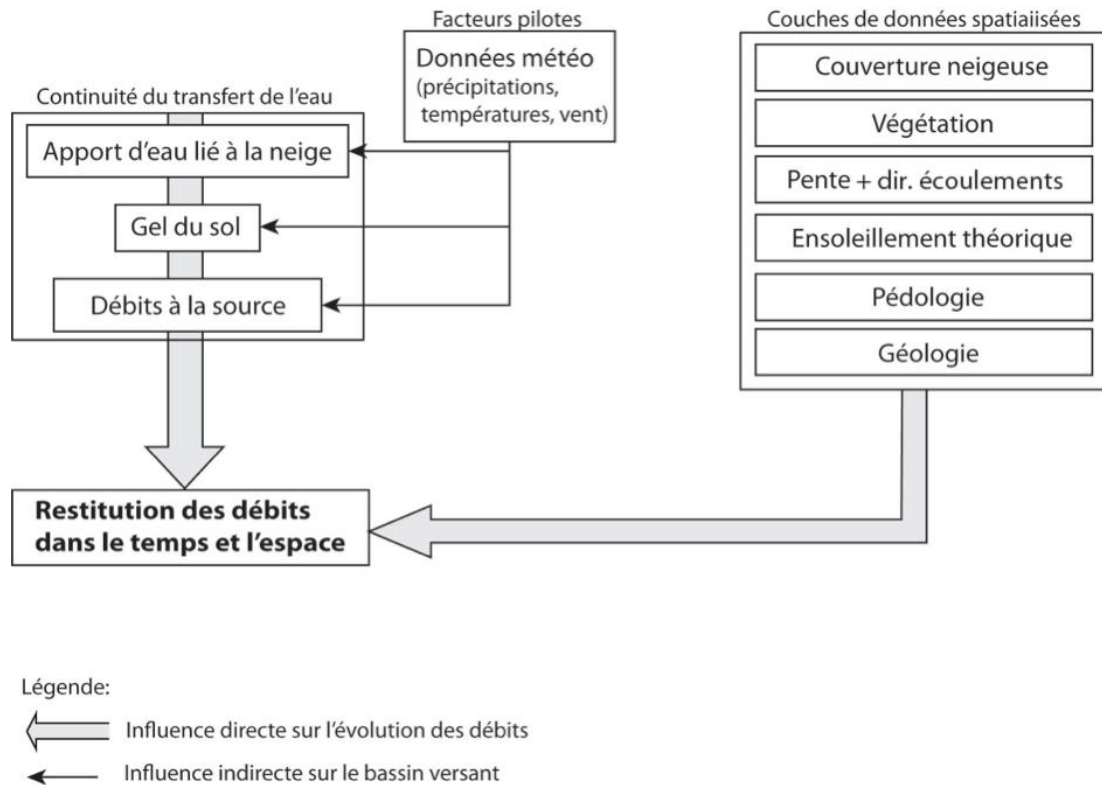 Facteurs pilotes
Données météo
(précipitations,
températures, vent)
Continuité du transfert de l'eau
Apport d'eau lié à la neige
Gel du sol
Débits à la source
Couches de données spatiaiisées
Couverture neigeuse
Végétation
Pente + dir. écoulements
Ensoleillement théorique
Pédologie
Géologie
Restitution des débits
dans le temps et l'espace
Légende:
Influence directe sur l'évolution des débits
Influence indirecte sur le bassin versant